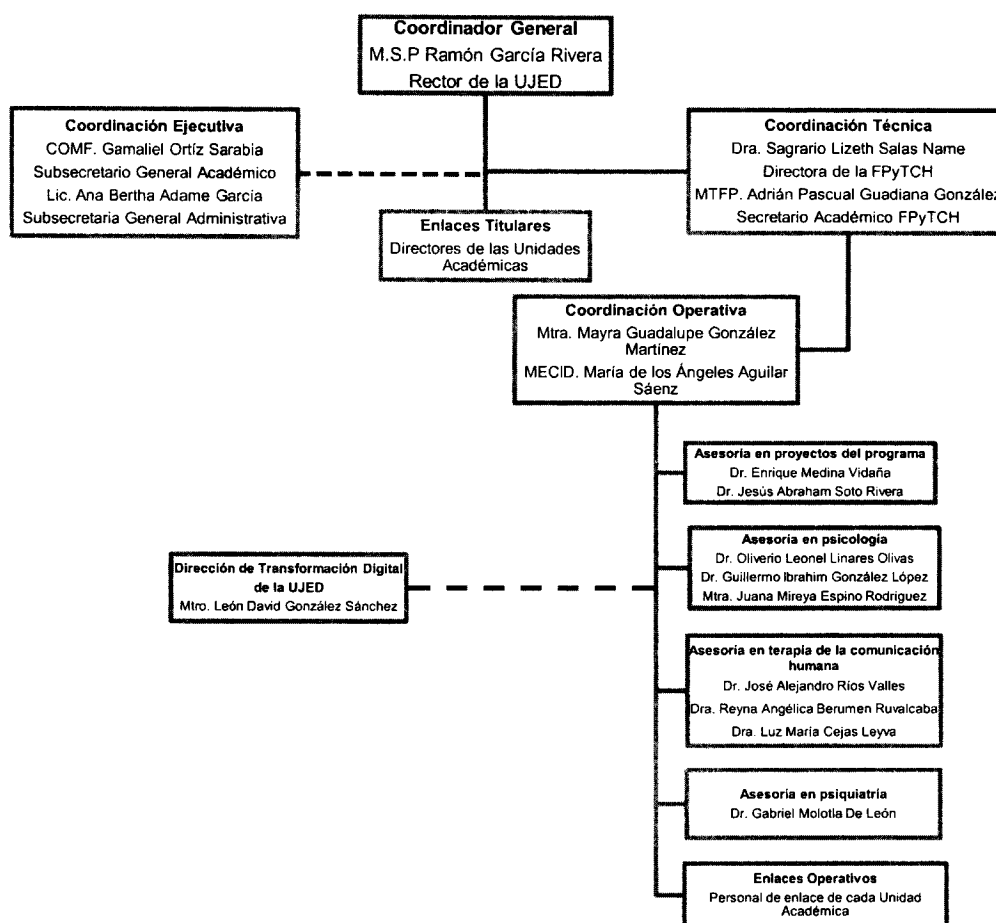 Coordinador General
M.S.P Ramón García Rivera
Rector de la UJED
Coordinación Ejecutiva
COMF. Gamaliel Ortíz Sarabia
Subsecretario General Académico
Lic. Ana Bertha Adame García
Subsecretaria General Administrativa
Coordinación Técnica
Dra. Sagrario Lizeth Salas Name
Directora de la FPyTCH
MTFP. Adrián Pascual Guadiana González
Secretario Académico FPyTCH
Enlaces Titulares
Directores de las Unidades
Académicas
Coordinación Operativa
Mtra. Mayra Guadalupe González
Martínez
MECID. María de los Ángeles Aguilar
Sáenz
Asesoría en proyectos del programa
Dr. Enrique Medina Vidaña
Dr. Jesús Abraham Soto Rivera
Asesoría en psicología
Dr. Oliverio Leonel Linares Olivas
Dr. Guillermo Ibrahim González López
Mtra. Juana Mireya Espino Rodríguez
Dirección de Transformación Digital
de la UJED
Mtro. León David González Sánchez
Asesoría en terapia de la comunicación
humana
Dr. José Alejandro Ríos Valles
Dra. Reyna Angélica Berumen Ruvalcaba
Dra. Luz María Cejas Leyva
Asesoría en psiquiatría
Dr. Gabriel Molotla De León
Enlaces Operativos
Personal de enlace de cada Unidad
Académica